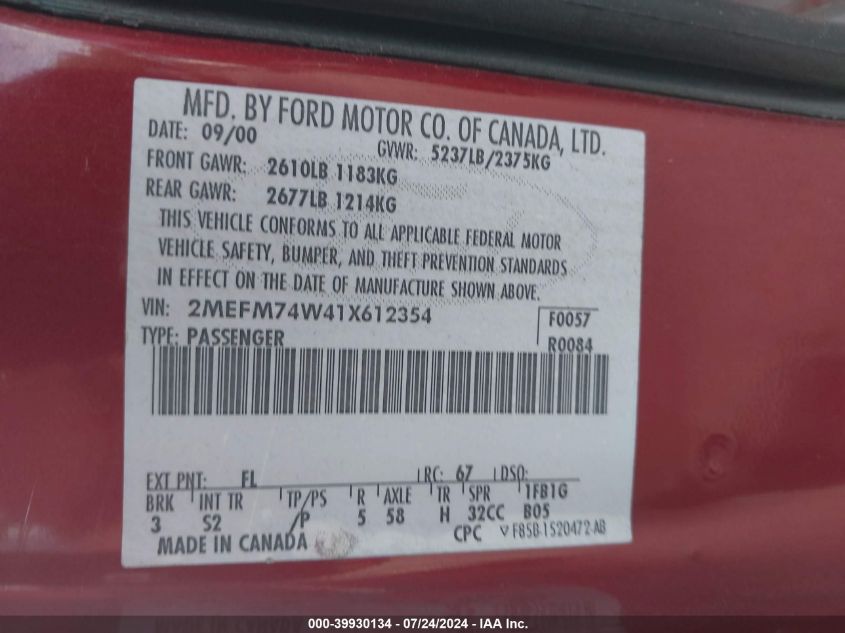 MFD. BY FORD MOTOR CO. OF CANADA, LTD.
DATE: 09/00 GVWR: 5237LB/2375KG
FRONT GAWR: 2610LB 1183KG
REAR GAWR: 2677LB 1214KG
THIS VEHICLE CONFORMS TO ALL APPLICABLE FEDERAL MOTOR
VEHICLE SAFETY, BUMPER, AND THEFT PREVENTION STANDARDS
IN EFFECT ON THE DATE OF MANUFACTURE SHOWN ABOVE.
VIN: 2MEFM74W41X612354 F0057
TYPE: PASSENGER R0084
EXT PNT: FL RC: 67 DSO:
BRK INT TR TP/PS R AXLE TR SPR 1FB1G
3 S2 /P 5 58 H 32CC B05
MADE IN CANADA CPC F85B-1520472-AB
000-39930134 - 07/24/2024 - IAA Inc.